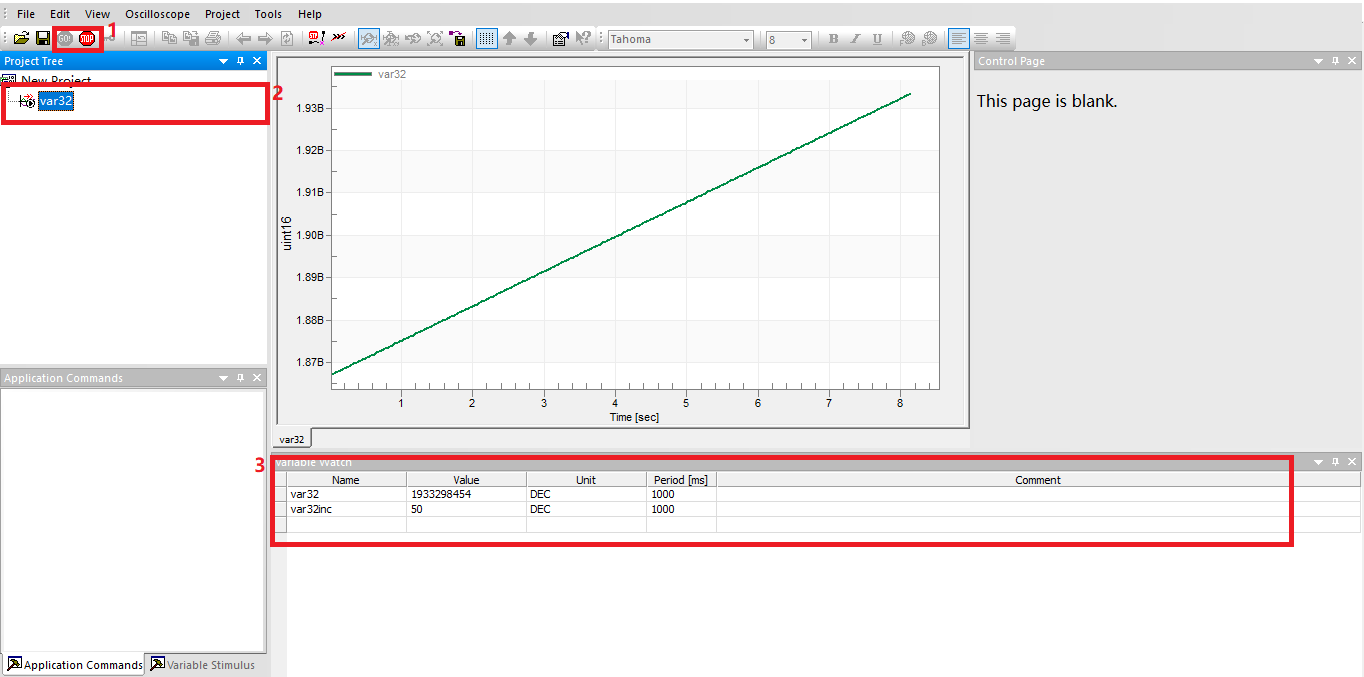 File Edit View Oscilloscope Project Tools Help
GO! STOP 1 Tahoma 8 B I U
Project Tree
New Project
var32
2
var32
1.93B
1.92B
1.91B
1.90B
1.89B
1.88B
1.87B
uint16
1 2 3 4 5 6 7 8
Time [sec]
var32
Control Page
This page is blank.
Application Commands
3
Variable Watch
Name Value Unit Period [ms] Comment
var32 1933298454 DEC 1000
var32inc 50 DEC 1000
Application Commands Variable Stimulus